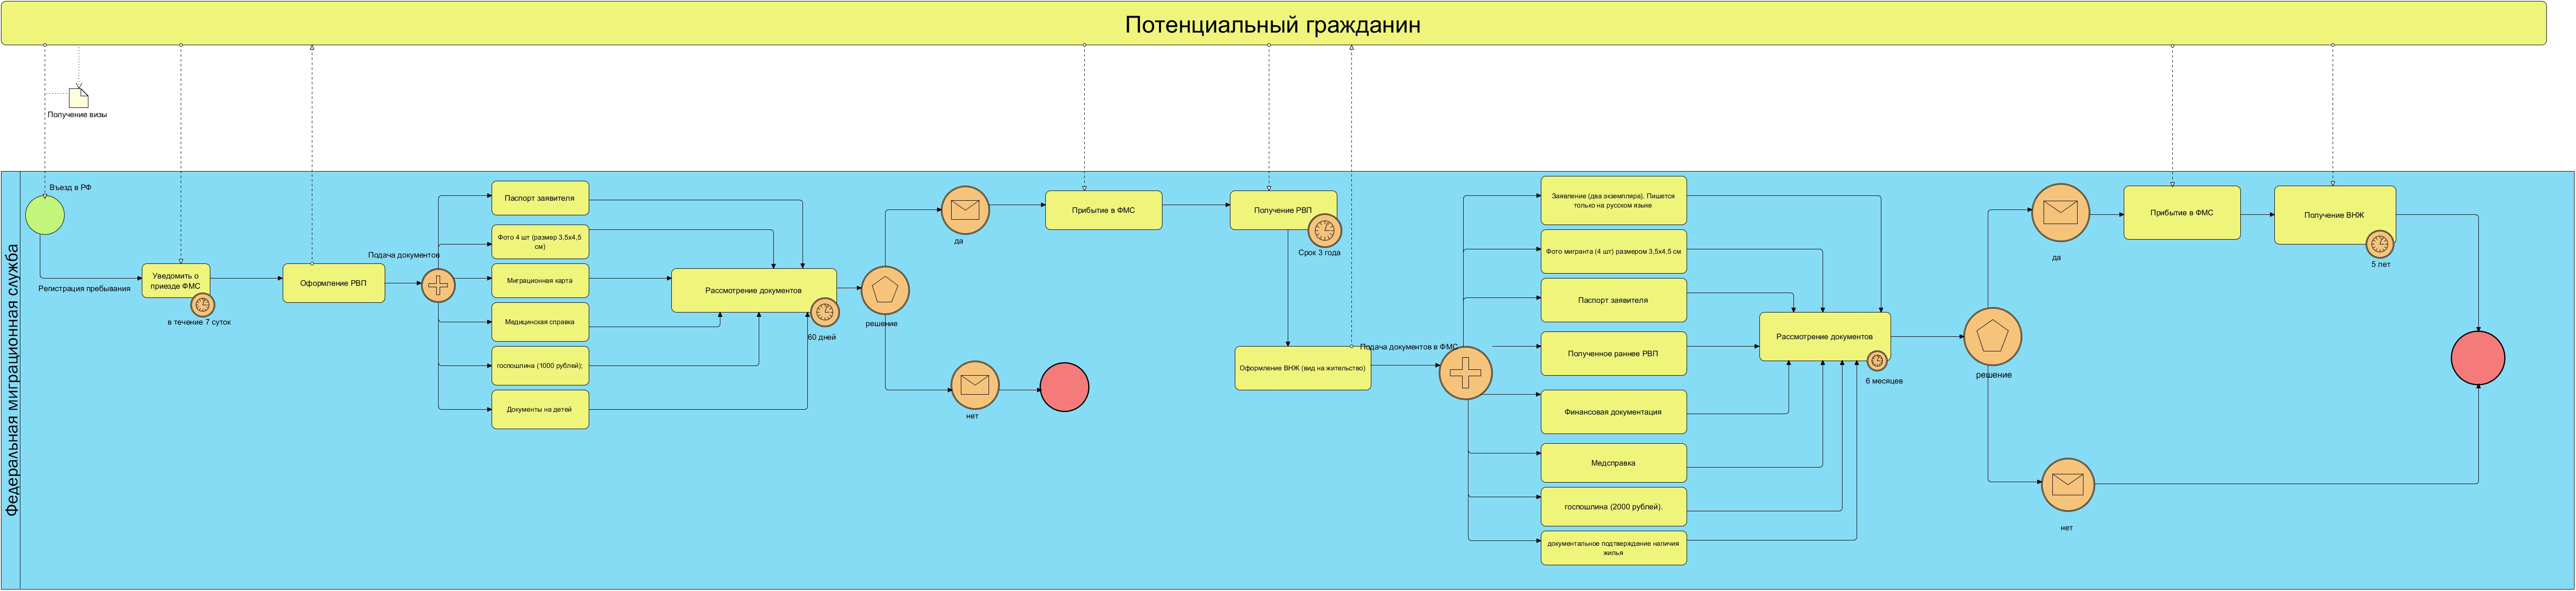 Потенциальный гражданин
Получение визы
Федеральная миграционная служба
Въезд в РФ
Регистрация пребывания
Уведомить о
приезде ФМС
в течение 7 суток
Оформление РВП
Подача документов
Паспорт заявителя
Фото 4 шт (размер 3,5х4,5
см)
Миграционная карта
Медицинская справка
госпошлина (1000 рублей);
Документы на детей
Рассмотрение документов
60 дней
решение
да
нет
Прибытие в ФМС
Получение РВП
Срок 3 года
Оформление ВНЖ (вид на жительство)
Подача документов в ФМС
Заявление (два экземпляра). Пишется
только на русском языке
Фото мигранта (4 шт) размером 3,5х4,5 см
Паспорт заявителя
Полученное раннее РВП
Финансовая документация
Медсправка
госпошлина (2000 рублей).
документальное подтверждение наличия
жилья
Рассмотрение документов
6 месяцев
решение
да
нет
Прибытие в ФМС
Получение ВНЖ
5 лет